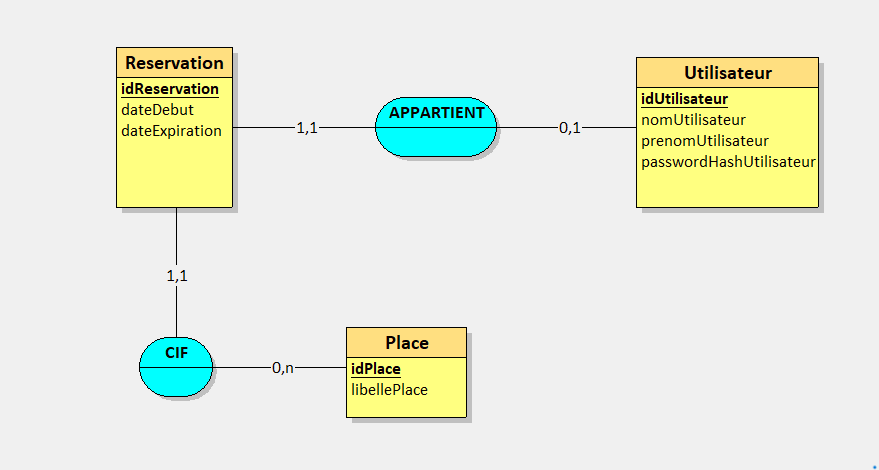 Reservation
idReservation
dateDebut
dateExpiration
1,1
APPARTIENT
0,1
Utilisateur
idUtilisateur
nomUtilisateur
prenomUtilisateur
passwordHashUtilisateur
1,1
CIF
0,n
Place
idPlace
libellePlace